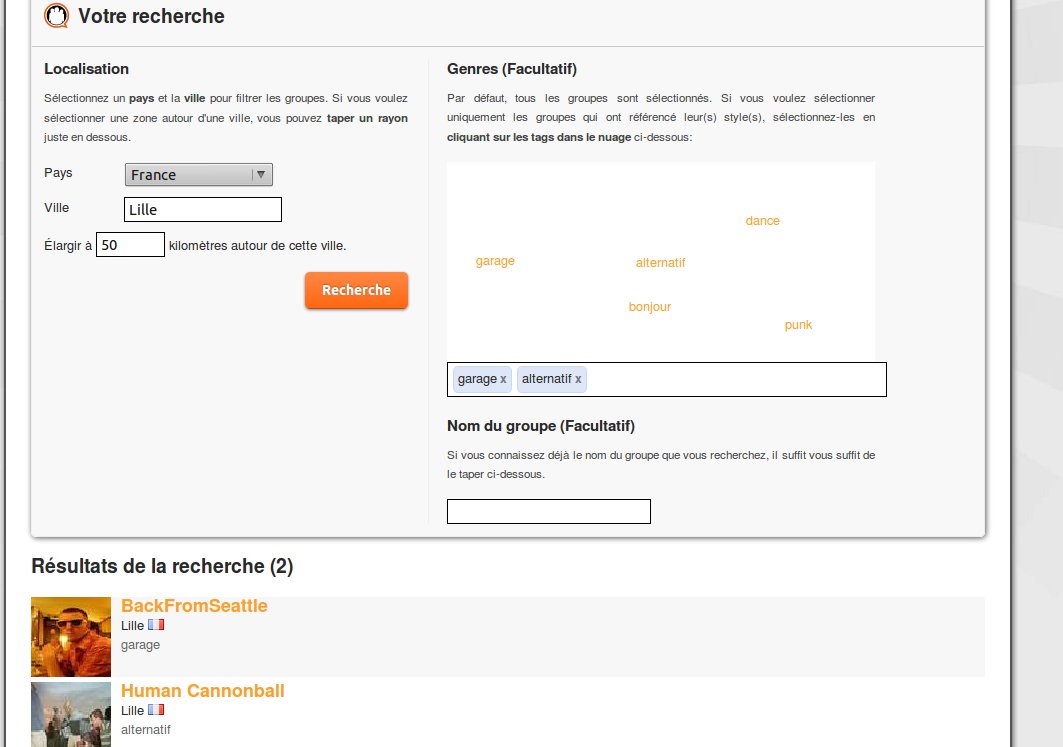 Votre recherche
Localisation
Sélectionnez un pays et la ville pour filtrer les groupes. Si vous voulez
sélectionner une zone autour d'une ville, vous pouvez taper un rayon
juste en dessous.
Pays
France
Ville
Lille
Élargir à 50 kilomètres autour de cette ville.
Recherche
Genres (Facultatif)
Par défaut, tous les groupes sont sélectionnés. Si vous voulez sélectionner
uniquement les groupes qui ont référencé leur(s) style(s), sélectionnez-les en
cliquant sur les tags dans le nuage ci-dessous:
dance
garage
alternatif
bonjour
punk
garage x alternatif x
Nom du groupe (Facultatif)
Si vous connaissez déjà le nom du groupe que vous recherchez, il suffit vous suffit de
le taper ci-dessous.
Résultats de la recherche (2)
BackFromSeattle
Lille
garage
Human Cannonball
Lille
alternatif